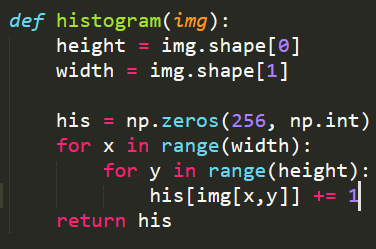 def histogram(img):
    height = img.shape[0]
    width = img.shape[1]

    his = np.zeros(256, np.int)
    for x in range(width):
        for y in range(height):
            his[img[x,y]] += 1
    return his